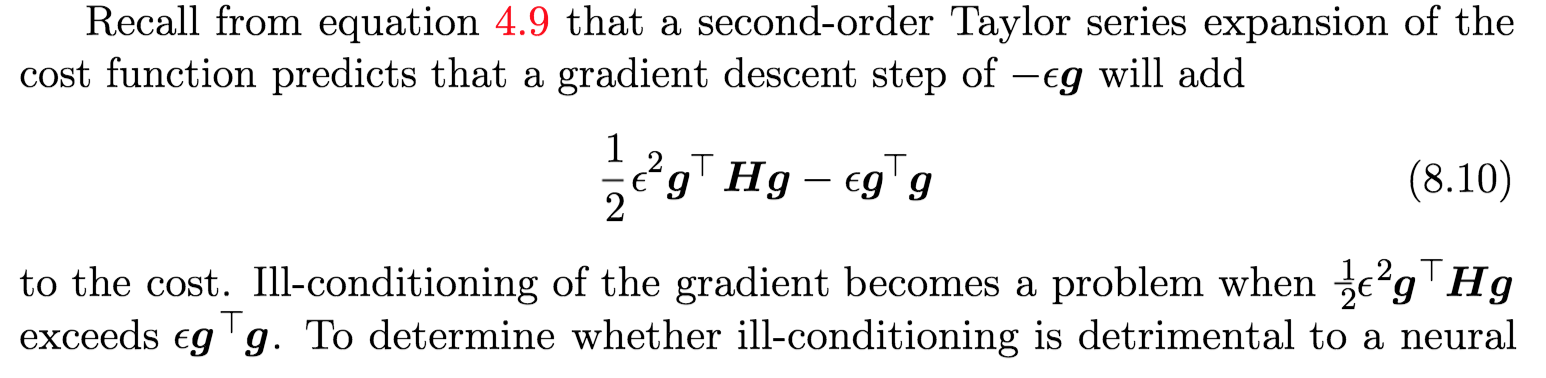 Recall from equation 4.9 that a second-order Taylor series expansion of the
cost function predicts that a gradient descent step of −ϵg will add
1/2 ϵ²g⊤Hg − ϵg⊤g (8.10)
to the cost. Ill-conditioning of the gradient becomes a problem when 1/2 ϵ²g⊤Hg
exceeds ϵg⊤g. To determine whether ill-conditioning is detrimental to a neural